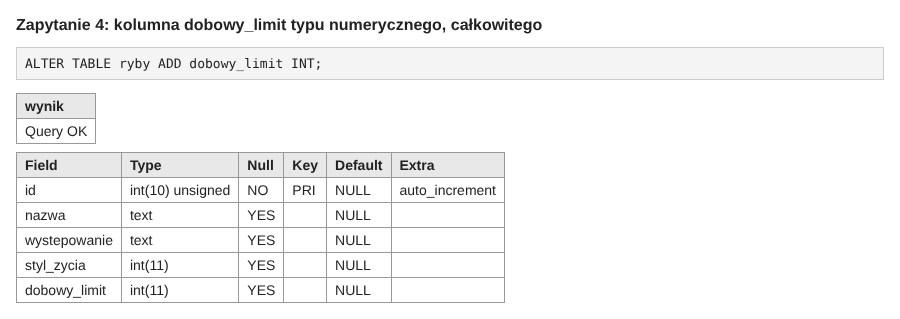 Zapytanie 4: kolumna dobowy_limit typu numerycznego, całkowitego
ALTER TABLE ryby ADD dobowy_limit INT;
wynik
Query OK
Field Type Null Key Default Extra
id int(10) unsigned NO PRI NULL auto_increment
nazwa text YES NULL
wystepowanie text YES NULL
styl_zycia int(11) YES NULL
dobowy_limit int(11) YES NULL